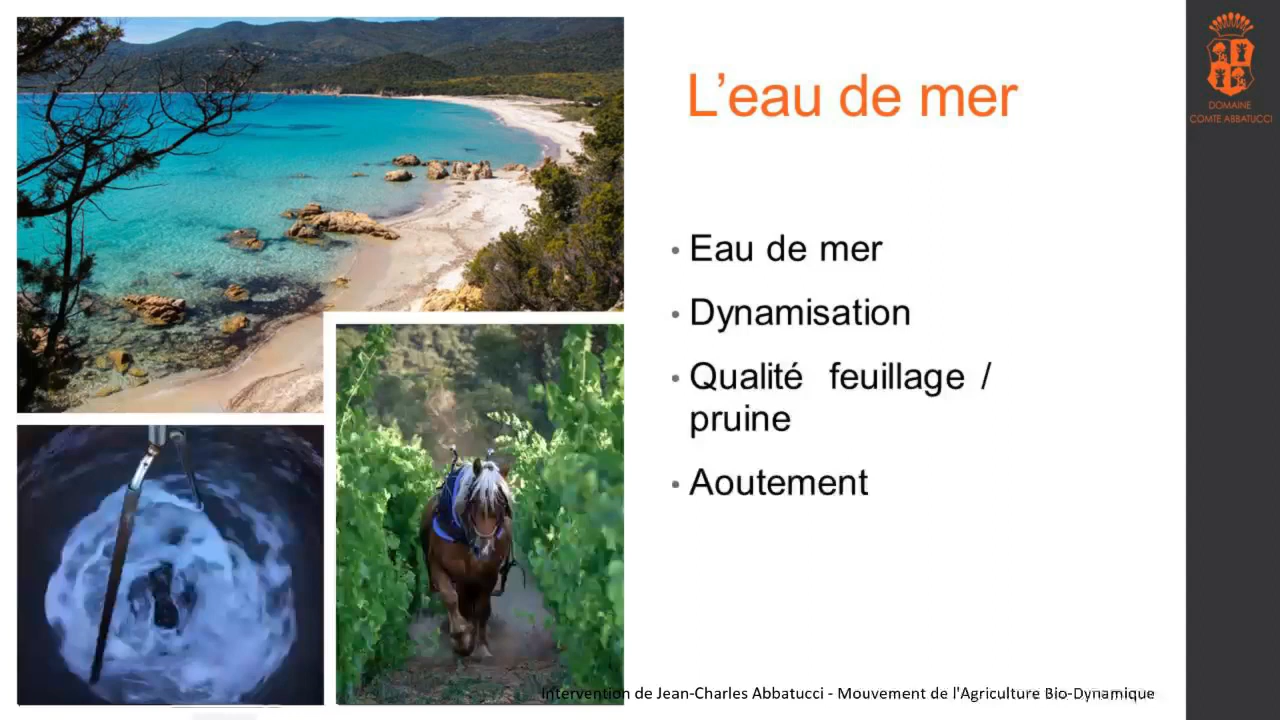 L’eau de mer
DOMAINE
COMTE ABBATUCCI
• Eau de mer
• Dynamisation
• Qualité feuillage /
pruine
• Aoutement
Intervention de Jean-Charles Abbatucci - Mouvement de l'Agriculture Bio-Dynamique